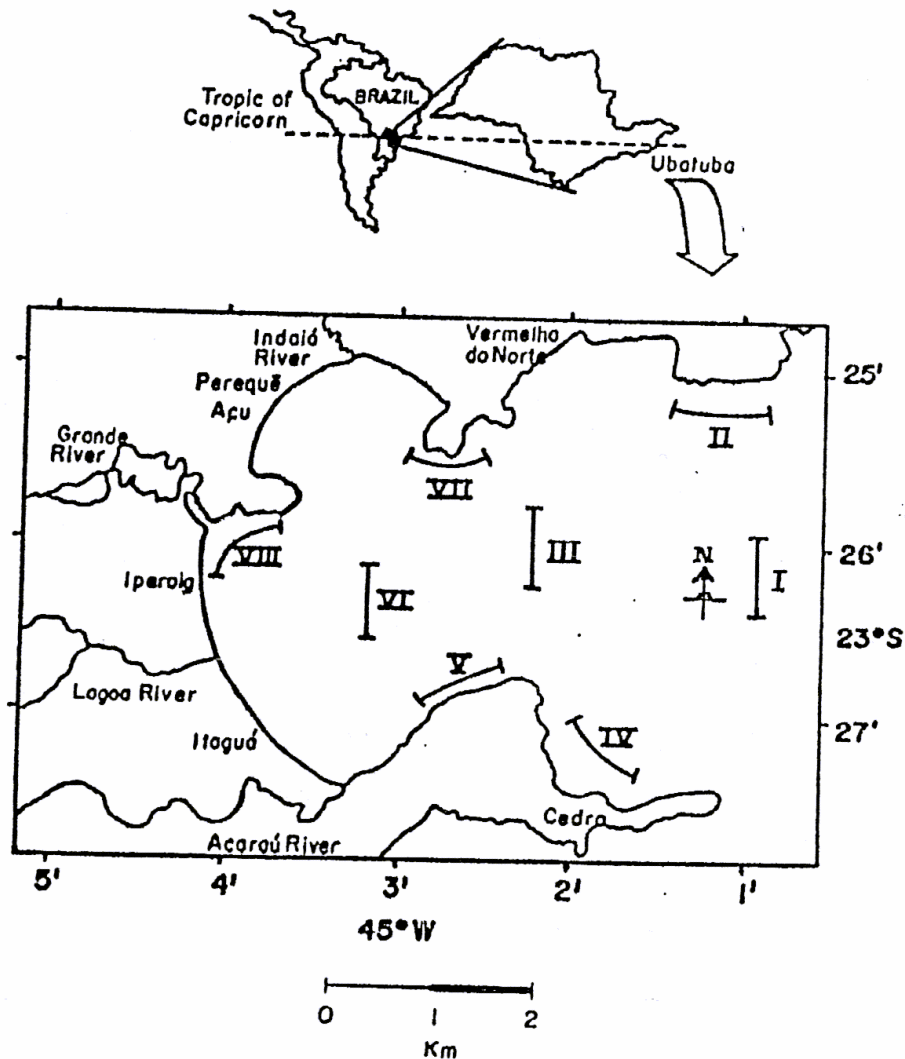 BRAZIL
Tropic of
Capricorn
Ubatuba
Indaió
River
Vermelha
do Norte
Perequê
Açu
Grande
River
25'
II
VII
VIII
III
N
I
26'
Iperoig
VI
23°S
V
Lagoa River
Itaguá
IV
27'
Cedro
Acaraú River
5'
4'
3'
2'
1'
45°W
0
1
2
Km